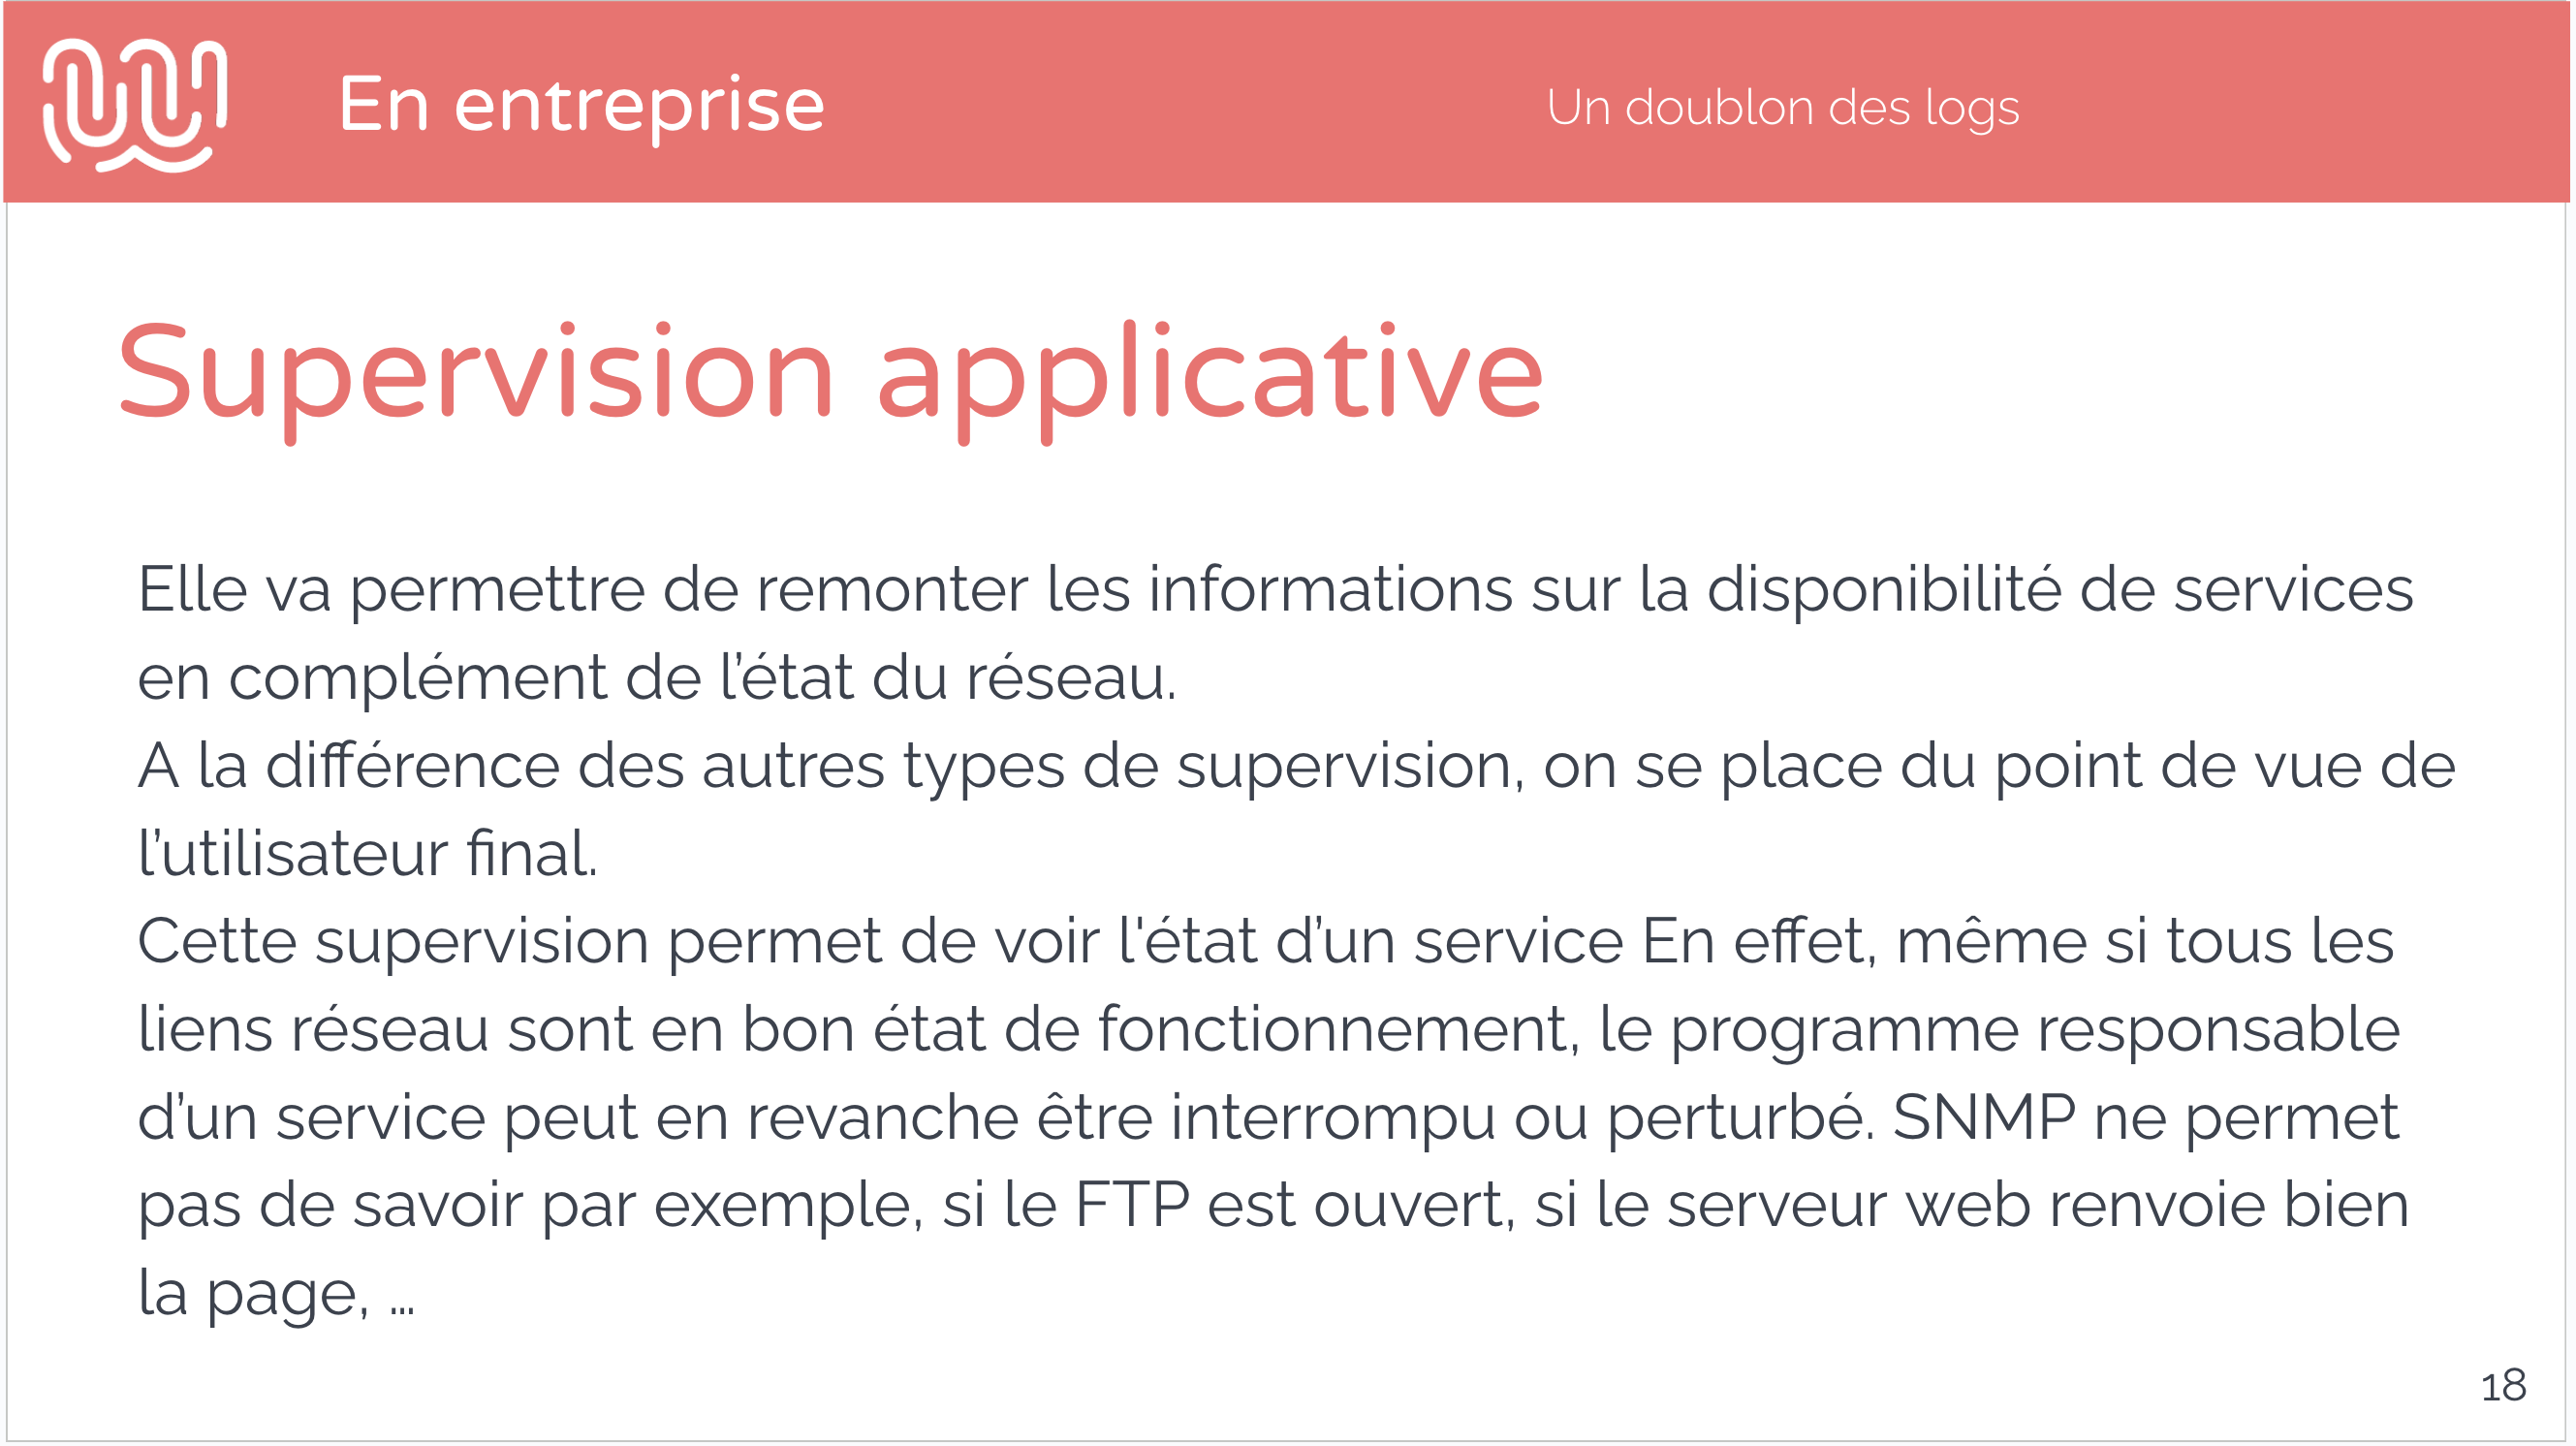 En entreprise
Un doublon des logs
Supervision applicative
Elle va permettre de remonter les informations sur la disponibilité de services
en complément de l’état du réseau.
A la différence des autres types de supervision, on se place du point de vue de
l’utilisateur final.
Cette supervision permet de voir l'état d’un service En effet, même si tous les
liens réseau sont en bon état de fonctionnement, le programme responsable
d’un service peut en revanche être interrompu ou perturbé. SNMP ne permet
pas de savoir par exemple, si le FTP est ouvert, si le serveur web renvoie bien
la page, …
18